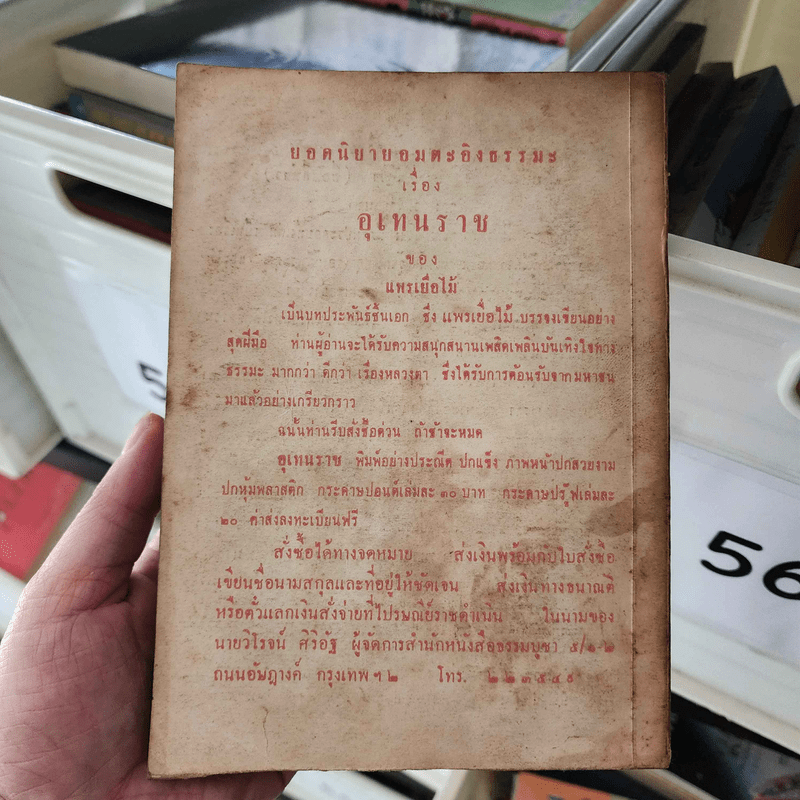 ยอดนิยายอมตะอิงธรรมะ
เรื่อง
อุเทนราช
ของ
แพรเยื่อไม้
เป็นบทประพันธ์ชั้นเอก ซึ่ง แพรเยื่อไม้ บรรจงเขียนอย่าง
สุดฝีมือ ท่านผู้อ่านจะได้รับความสนุกสนานเพลิดเพลินบันเทิงใจทาง
ธรรมะ มากกว่า ดีกว่า เรื่องหลวงตา ซึ่งได้รับการต้อนรับจากมหาชน
มาแล้วอย่างเกรียวกราว
ฉนั้นท่านรีบสั่งซื้อด่วน ถ้าช้าจะหมด
อุเทนราช พิมพ์อย่างประณีต ปกแข็ง ภาพหน้าปกสวยงาม
ปกหุ้มพลาสติก กระดาษปอนด์เล่มละ ๓๐ บาท กระดาษปรู๊ฟเล่มละ
๒๐ ค่าส่งลงทะเบียนฟรี
สั่งซื้อได้ทางจดหมาย ส่งเงินพร้อมกับใบสั่งซื้อ
เขียนชื่อนามสกุลและที่อยู่ให้ชัดเจน ส่งเงินทางธนาณัติ
หรือตั๋วแลกเงินสั่งจ่ายที่ไปรษณีย์ราชดำเนิน ในนามของ
นายวิโรจน์ ศิริอัฐ ผู้จัดการสำนักหนังสือธรรมบูชา ๕/๑-๒
ถนนอัษฎางค์ กรุงเทพ ฯ ๒ โทร. ๒๒๓๕๔๙
5
56